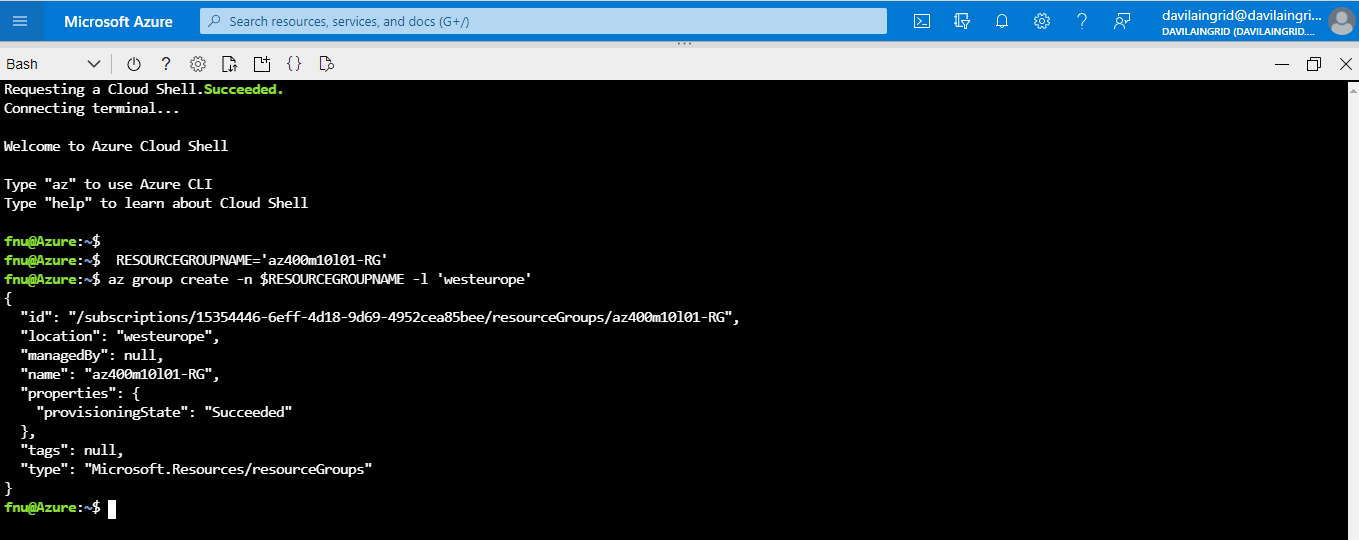 Microsoft Azure
Search resources, services, and docs (G+/)
davilaingrid@davilaingri...
DAVILAINGRID (DAVILAINGRID....
Bash
Requesting a Cloud Shell.Succeeded.
Connecting terminal...
Welcome to Azure Cloud Shell
Type "az" to use Azure CLI
Type "help" to learn about Cloud Shell
fnu@Azure:~$
fnu@Azure:~$  RESOURCEGROUPNAME='az400m10l01-RG'
fnu@Azure:~$ az group create -n $RESOURCEGROUPNAME -l 'westeurope'
{
  "id": "/subscriptions/15354446-6eff-4d18-9d69-4952cea85bee/resourceGroups/az400m10l01-RG",
  "location": "westeurope",
  "managedBy": null,
  "name": "az400m10l01-RG",
  "properties": {
    "provisioningState": "Succeeded"
  },
  "tags": null,
  "type": "Microsoft.Resources/resourceGroups"
}
fnu@Azure:~$